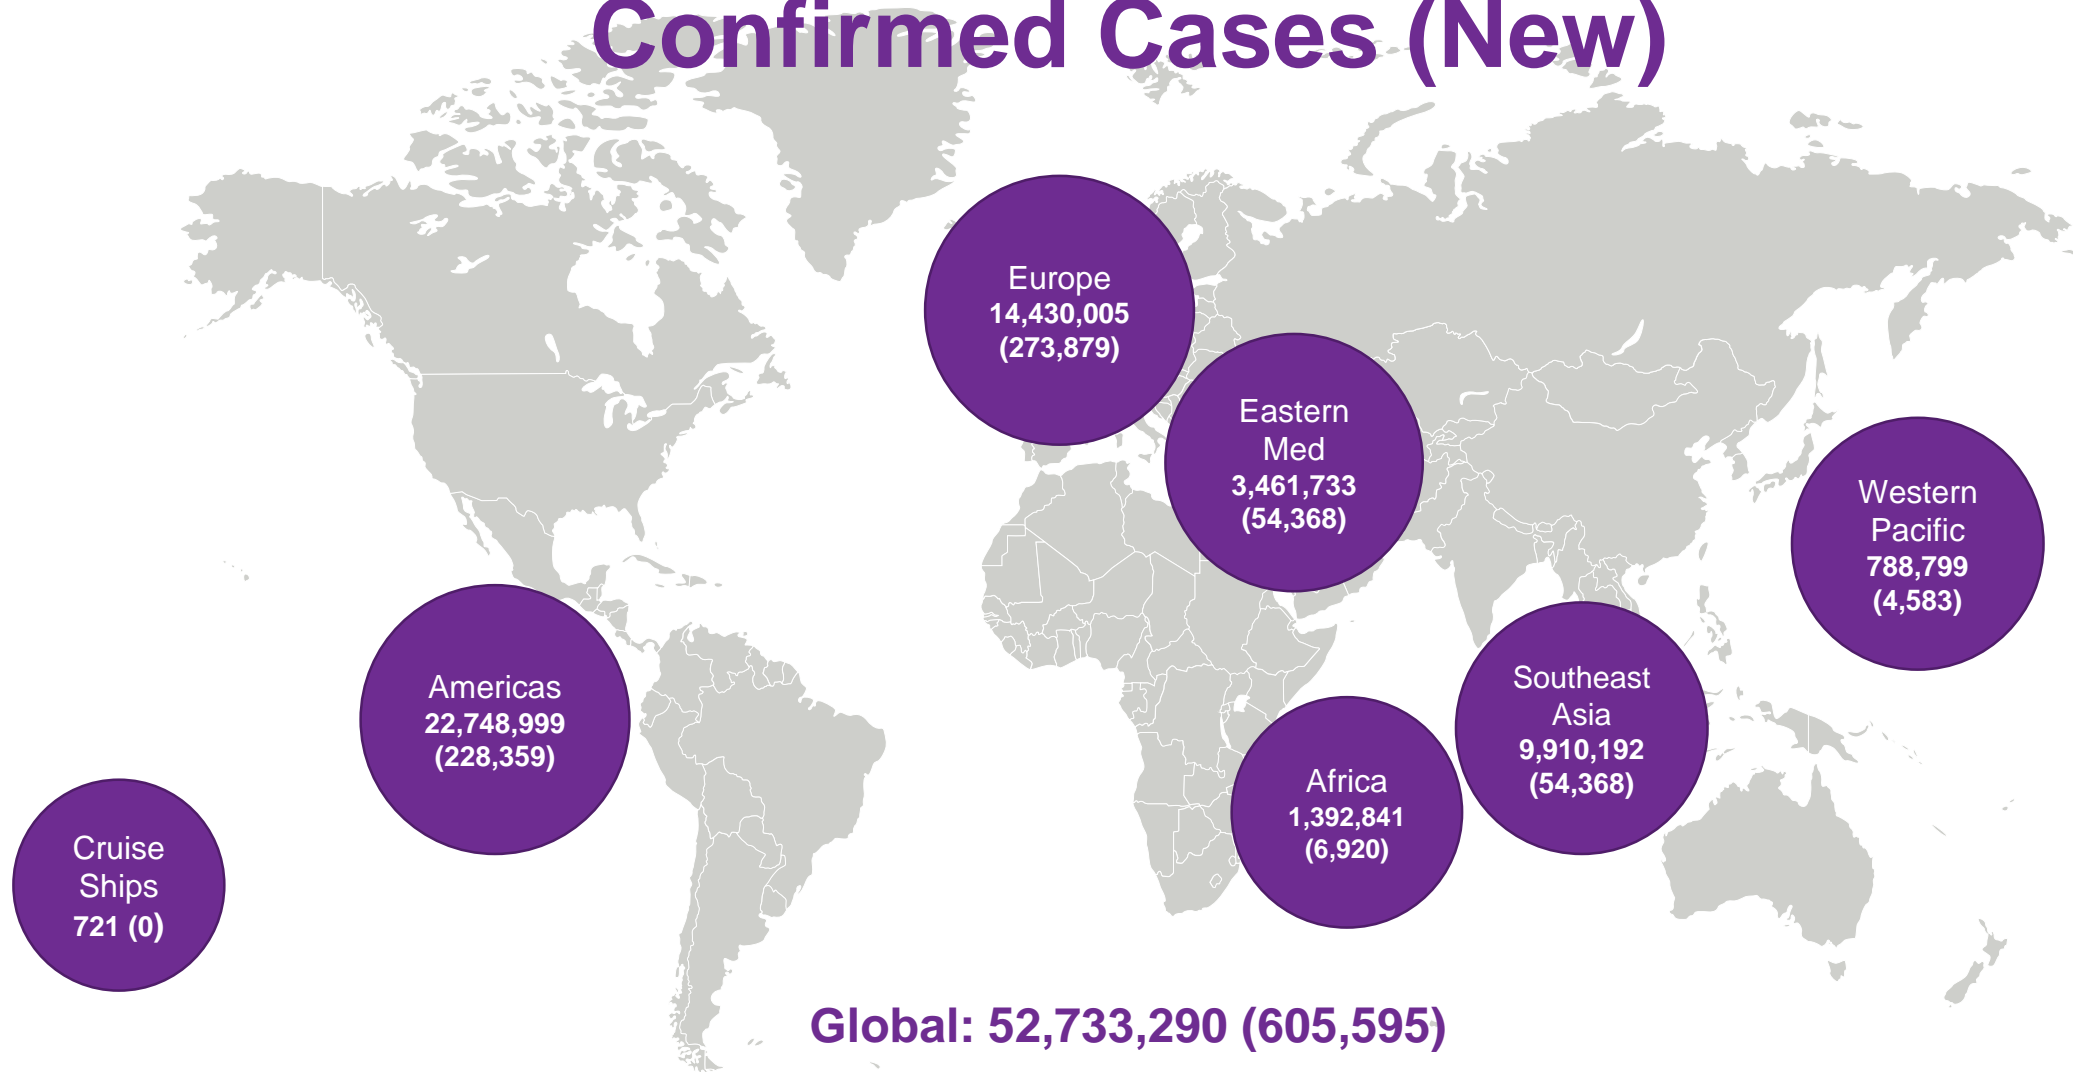 Confirmed Cases (New)
Europe
14,430,005
(273,879)
Eastern
Med
3,461,733
(54,368)
Western
Pacific
788,799
(4,583)
Americas
22,748,999
(228,359)
Southeast
Asia
9,910,192
(54,368)
Africa
1,392,841
(6,920)
Cruise
Ships
721 (0)
Global: 52,733,290 (605,595)